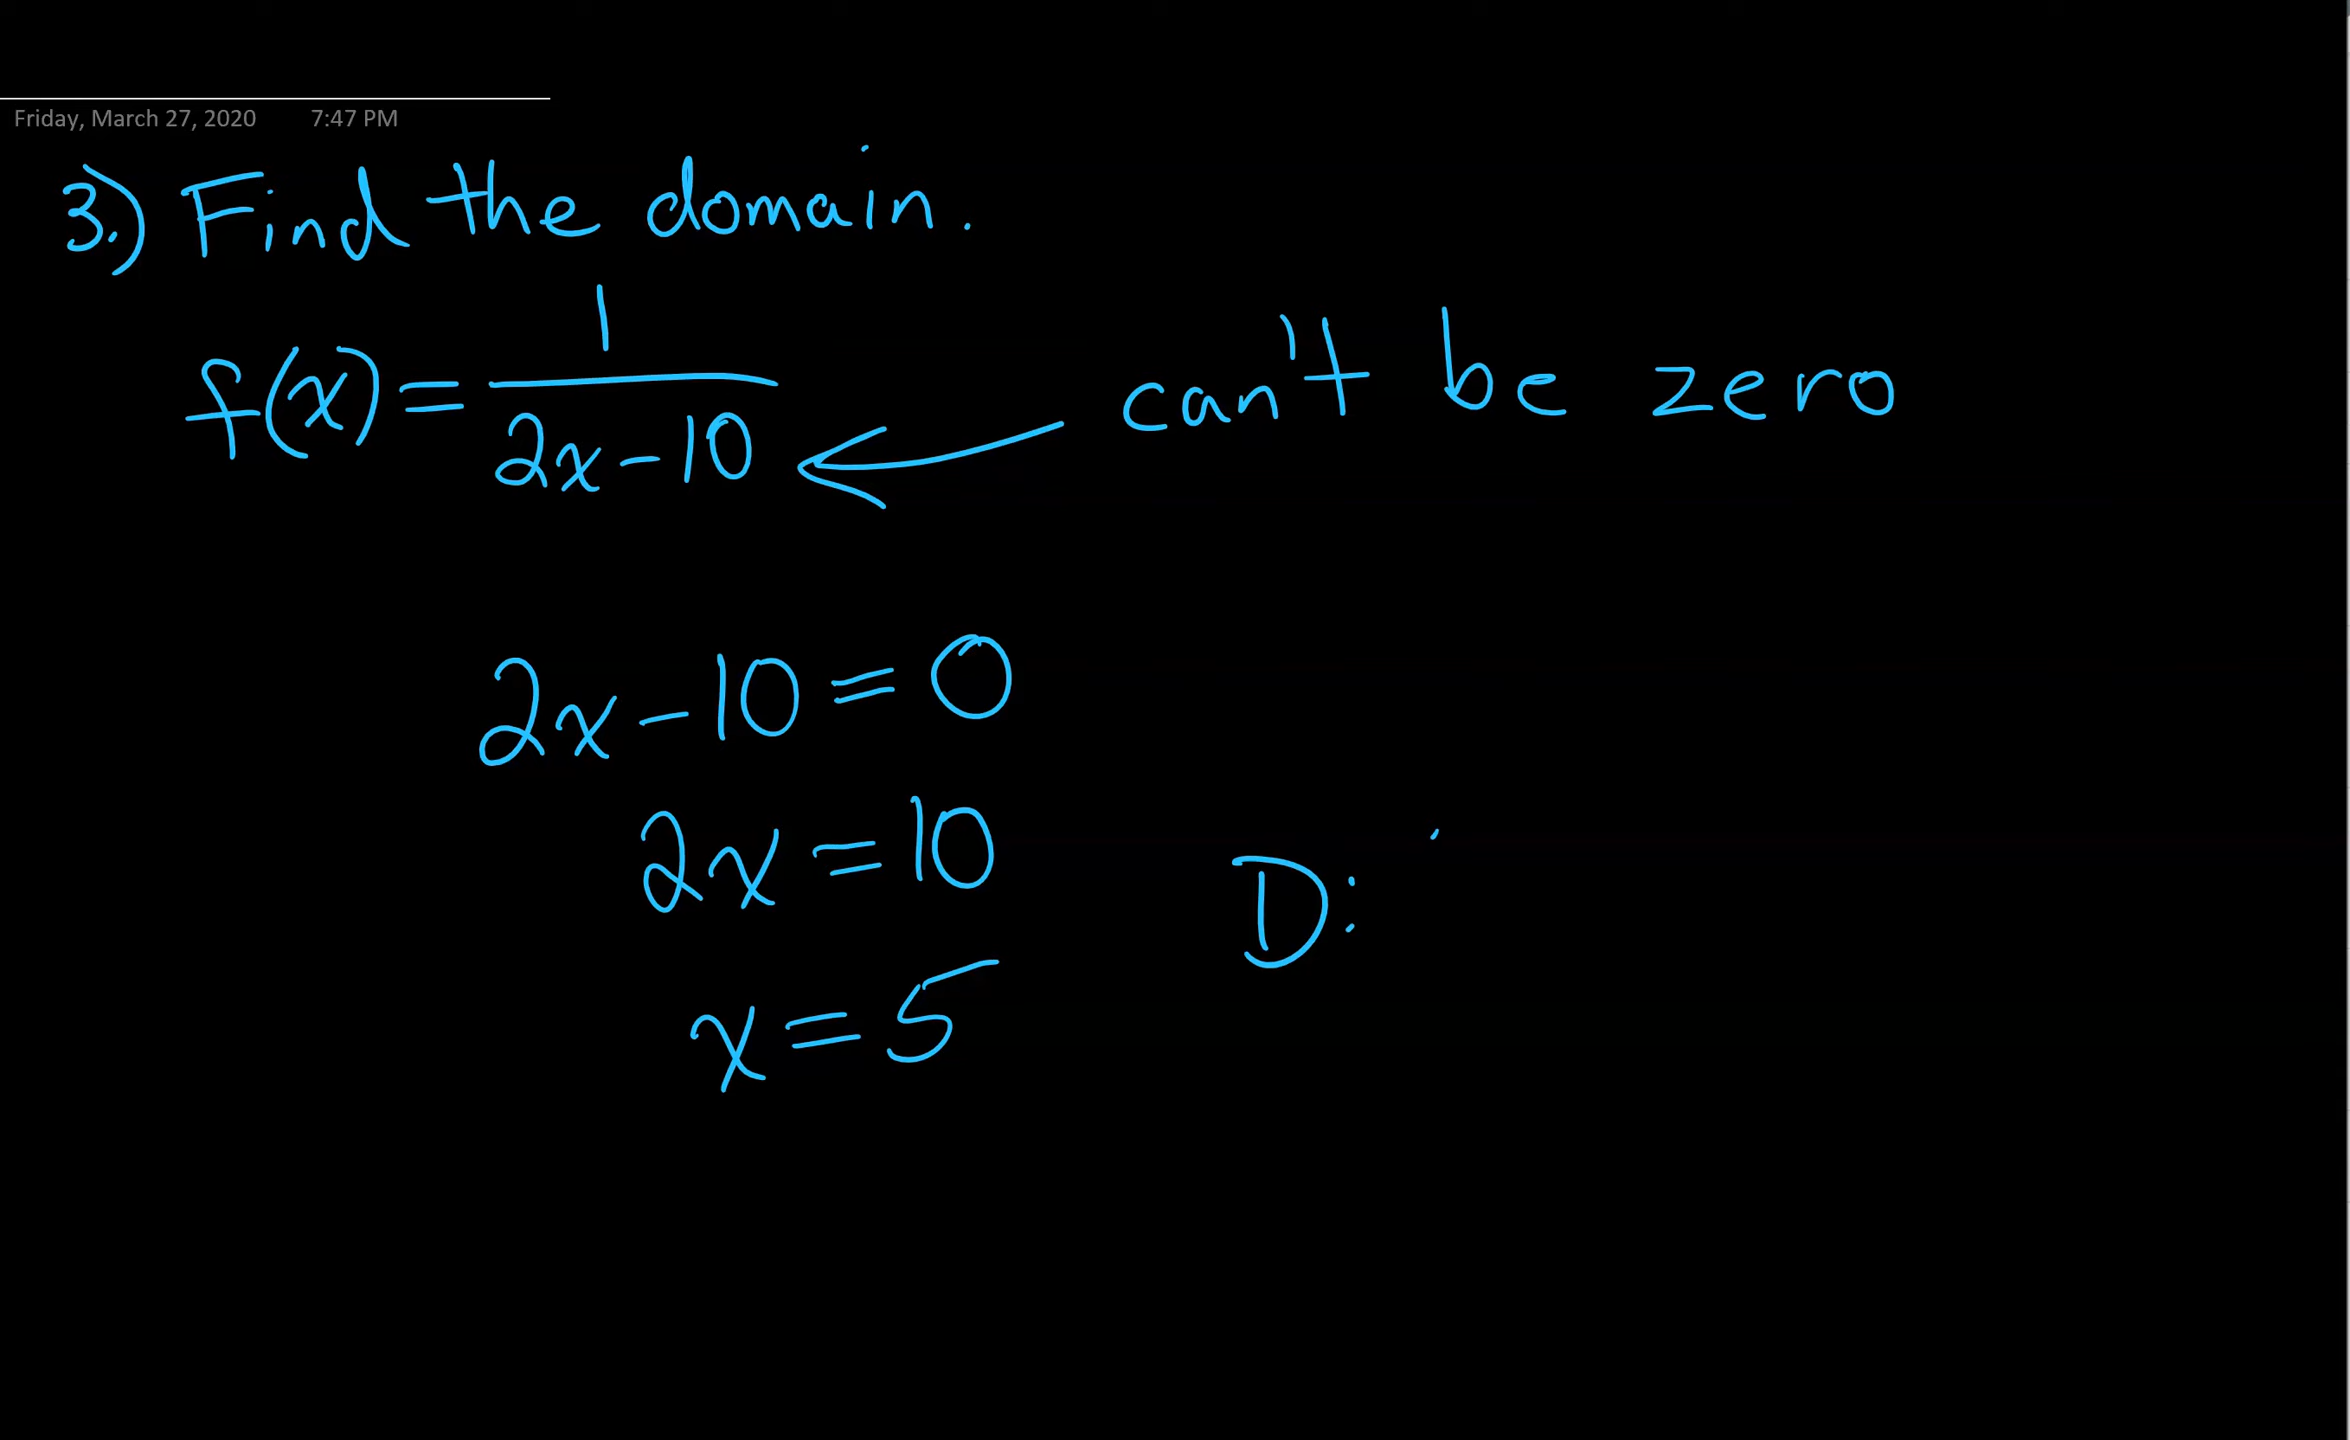 Friday, March 27, 2020 7:47 PM
3.) Find the domain.
f(x) = 1/(2x-10) ← can't be zero
2x-10=0
2x=10
D:
x=5